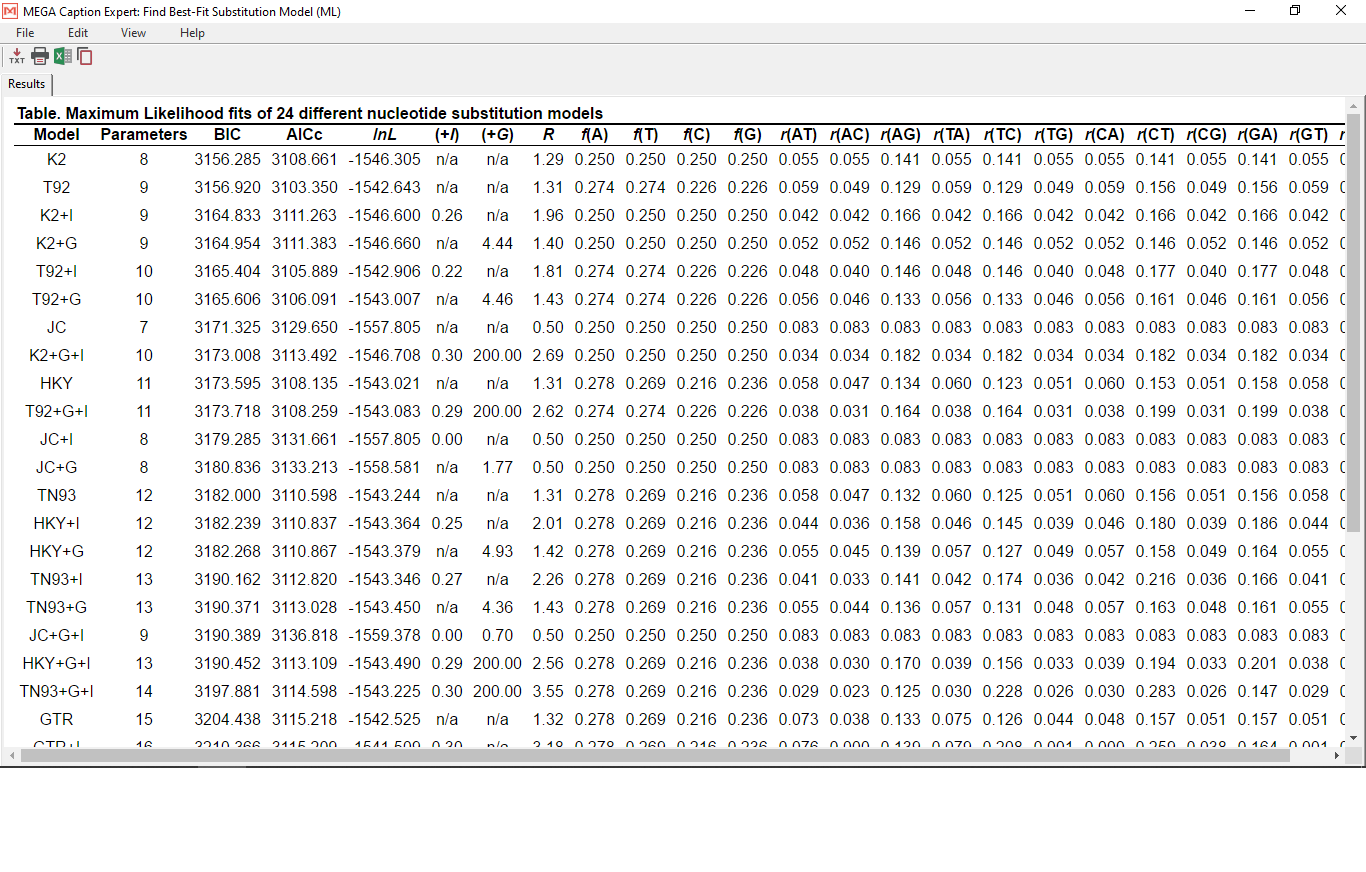 MEGA Caption Expert: Find Best-Fit Substitution Model (ML)
File Edit View Help
TXT
Results
Table. Maximum Likelihood fits of 24 different nucleotide substitution models
Model Parameters BIC AICc lnL (+I) (+G) R f(A) f(T) f(C) f(G) r(AT) r(AC) r(AG) r(TA) r(TC) r(TG) r(CA) r(CT) r(CG) r(GA) r(GT)
K2 8 3156.285 3108.661 -1546.305 n/a n/a 1.29 0.250 0.250 0.250 0.250 0.055 0.055 0.141 0.055 0.141 0.055 0.055 0.141 0.055 0.141 0.055
T92 9 3156.920 3103.350 -1542.643 n/a n/a 1.31 0.274 0.274 0.226 0.226 0.059 0.049 0.129 0.059 0.129 0.049 0.059 0.156 0.049 0.156 0.059
K2+I 9 3164.833 3111.263 -1546.600 0.26 n/a 1.96 0.250 0.250 0.250 0.250 0.042 0.042 0.166 0.042 0.166 0.042 0.042 0.166 0.042 0.166 0.042
K2+G 9 3164.954 3111.383 -1546.660 n/a 4.44 1.40 0.250 0.250 0.250 0.250 0.052 0.052 0.146 0.052 0.146 0.052 0.052 0.146 0.052 0.146 0.052
T92+I 10 3165.404 3105.889 -1542.906 0.22 n/a 1.81 0.274 0.274 0.226 0.226 0.048 0.040 0.146 0.048 0.146 0.040 0.048 0.177 0.040 0.177 0.048
T92+G 10 3165.606 3106.091 -1543.007 n/a 4.46 1.43 0.274 0.274 0.226 0.226 0.056 0.046 0.133 0.056 0.133 0.046 0.056 0.161 0.046 0.161 0.056
JC 7 3171.325 3129.650 -1557.805 n/a n/a 0.50 0.250 0.250 0.250 0.250 0.083 0.083 0.083 0.083 0.083 0.083 0.083 0.083 0.083 0.083 0.083
K2+G+I 10 3173.008 3113.492 -1546.708 0.30 200.00 2.69 0.250 0.250 0.250 0.250 0.034 0.034 0.182 0.034 0.182 0.034 0.034 0.182 0.034 0.182 0.034
HKY 11 3173.595 3108.135 -1543.021 n/a n/a 1.31 0.278 0.269 0.216 0.236 0.058 0.047 0.134 0.060 0.123 0.051 0.060 0.153 0.051 0.158 0.058
T92+G+I 11 3173.718 3108.259 -1543.083 0.29 200.00 2.62 0.274 0.274 0.226 0.226 0.038 0.031 0.164 0.038 0.164 0.031 0.038 0.199 0.031 0.199 0.038
JC+I 8 3179.285 3131.661 -1557.805 0.00 n/a 0.50 0.250 0.250 0.250 0.250 0.083 0.083 0.083 0.083 0.083 0.083 0.083 0.083 0.083 0.083 0.083
JC+G 8 3180.836 3133.213 -1558.581 n/a 1.77 0.50 0.250 0.250 0.250 0.250 0.083 0.083 0.083 0.083 0.083 0.083 0.083 0.083 0.083 0.083 0.083
TN93 12 3182.000 3110.598 -1543.244 n/a n/a 1.31 0.278 0.269 0.216 0.236 0.058 0.047 0.132 0.060 0.125 0.051 0.060 0.156 0.051 0.156 0.058
HKY+I 12 3182.239 3110.837 -1543.364 0.25 n/a 2.01 0.278 0.269 0.216 0.236 0.044 0.036 0.158 0.046 0.145 0.039 0.046 0.180 0.039 0.186 0.044
HKY+G 12 3182.268 3110.867 -1543.379 n/a 4.93 1.42 0.278 0.269 0.216 0.236 0.055 0.045 0.139 0.057 0.127 0.049 0.057 0.158 0.049 0.164 0.055
TN93+I 13 3190.162 3112.820 -1543.346 0.27 n/a 2.26 0.278 0.269 0.216 0.236 0.041 0.033 0.141 0.042 0.174 0.036 0.042 0.216 0.036 0.166 0.041
TN93+G 13 3190.371 3113.028 -1543.450 n/a 4.36 1.43 0.278 0.269 0.216 0.236 0.055 0.044 0.136 0.057 0.131 0.048 0.057 0.163 0.048 0.161 0.055
JC+G+I 9 3190.389 3136.818 -1559.378 0.00 0.70 0.50 0.250 0.250 0.250 0.250 0.083 0.083 0.083 0.083 0.083 0.083 0.083 0.083 0.083 0.083 0.083
HKY+G+I 13 3190.452 3113.109 -1543.490 0.29 200.00 2.56 0.278 0.269 0.216 0.236 0.038 0.030 0.170 0.039 0.156 0.033 0.039 0.194 0.033 0.201 0.038
TN93+G+I 14 3197.881 3114.598 -1543.225 0.30 200.00 3.55 0.278 0.269 0.216 0.236 0.029 0.023 0.125 0.030 0.228 0.026 0.030 0.283 0.026 0.147 0.029
GTR 15 3204.438 3115.218 -1542.525 n/a n/a 1.32 0.278 0.269 0.216 0.236 0.073 0.038 0.133 0.075 0.126 0.044 0.048 0.157 0.051 0.157 0.051